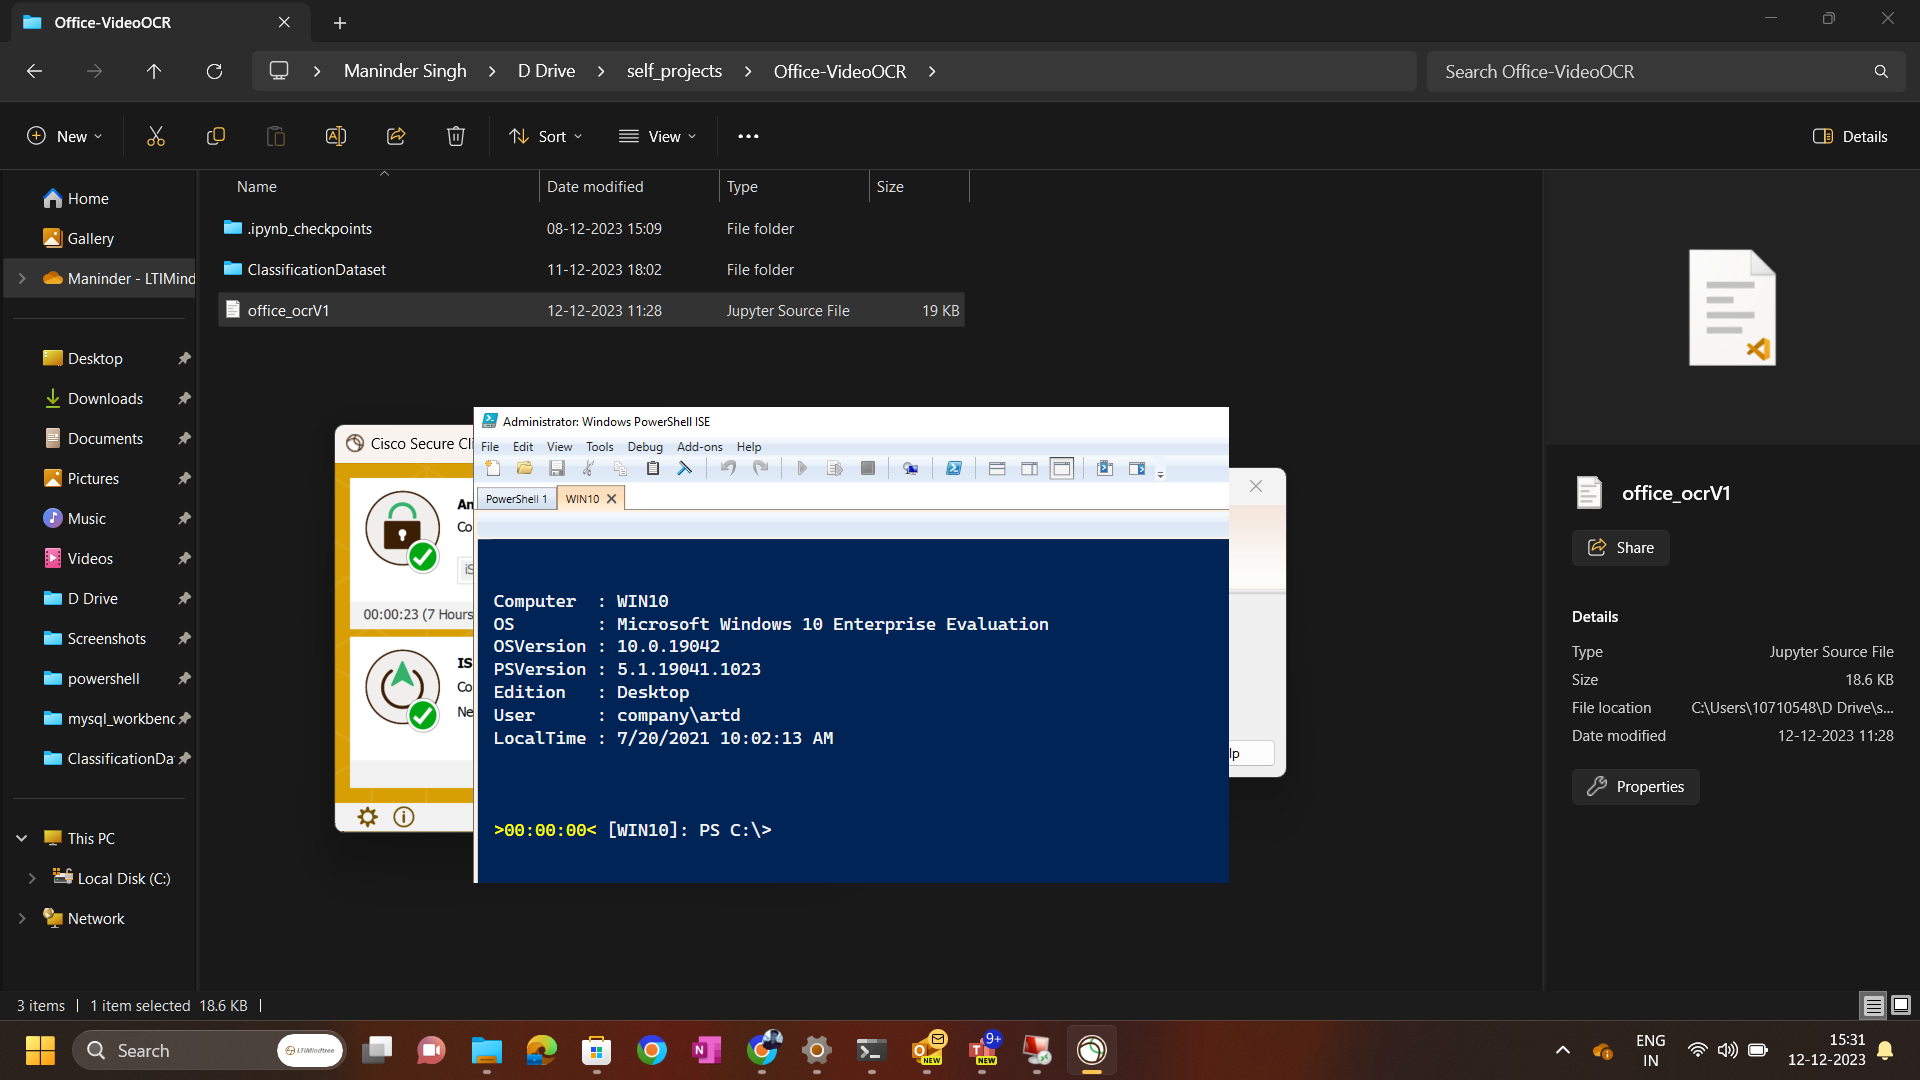 Office-VideoOCR
Maninder Singh
D Drive
self_projects
Office-VideoOCR
Search Office-VideoOCR
New
Sort
View
Details
Name
Date modified
Type
Size
Home
Gallery
Maninder - LTIMind
.ipynb_checkpoints
08-12-2023 15:09
File folder
ClassificationDataset
11-12-2023 18:02
File folder
office_ocrV1
12-12-2023 11:28
Jupyter Source File
19 KB
Desktop
Downloads
Documents
Pictures
Music
Videos
D Drive
Screenshots
powershell
mysql_workbenc
ClassificationDa
This PC
Local Disk (C:)
Network
Cisco Secure Cli
An
Co
iS
00:00:23 (7 Hours
IS
Co
Ne
Administrator: Windows PowerShell ISE
File Edit View Tools Debug Add-ons Help
PowerShell 1
WIN10
Computer : WIN10
OS : Microsoft Windows 10 Enterprise Evaluation
OSVersion : 10.0.19042
PSVersion : 5.1.19041.1023
Edition : Desktop
User : company\artd
LocalTime : 7/20/2021 10:02:13 AM
>00:00:00< [WIN10]: PS C:\>
lp
office_ocrV1
Share
Details
Type Jupyter Source File
Size 18.6 KB
File location C:\Users\10710548\D Drive\s...
Date modified 12-12-2023 11:28
Properties
3 items
1 item selected 18.6 KB
Search
LTIMindtree
NEW
9+
NEW
ENG
IN
15:31
12-12-2023